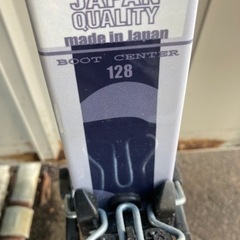 JAPAN
QUALITY
made in Japan
BOOT CENTER
128